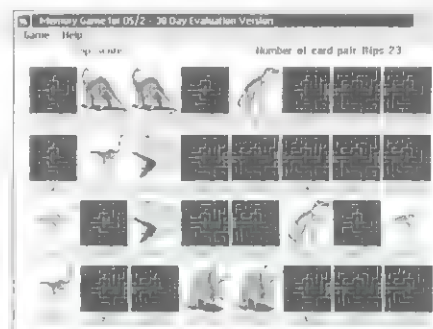 Memory Game for OS/2 - 30 Day Evaluation Version
Game Help
Number of card pair flips 23